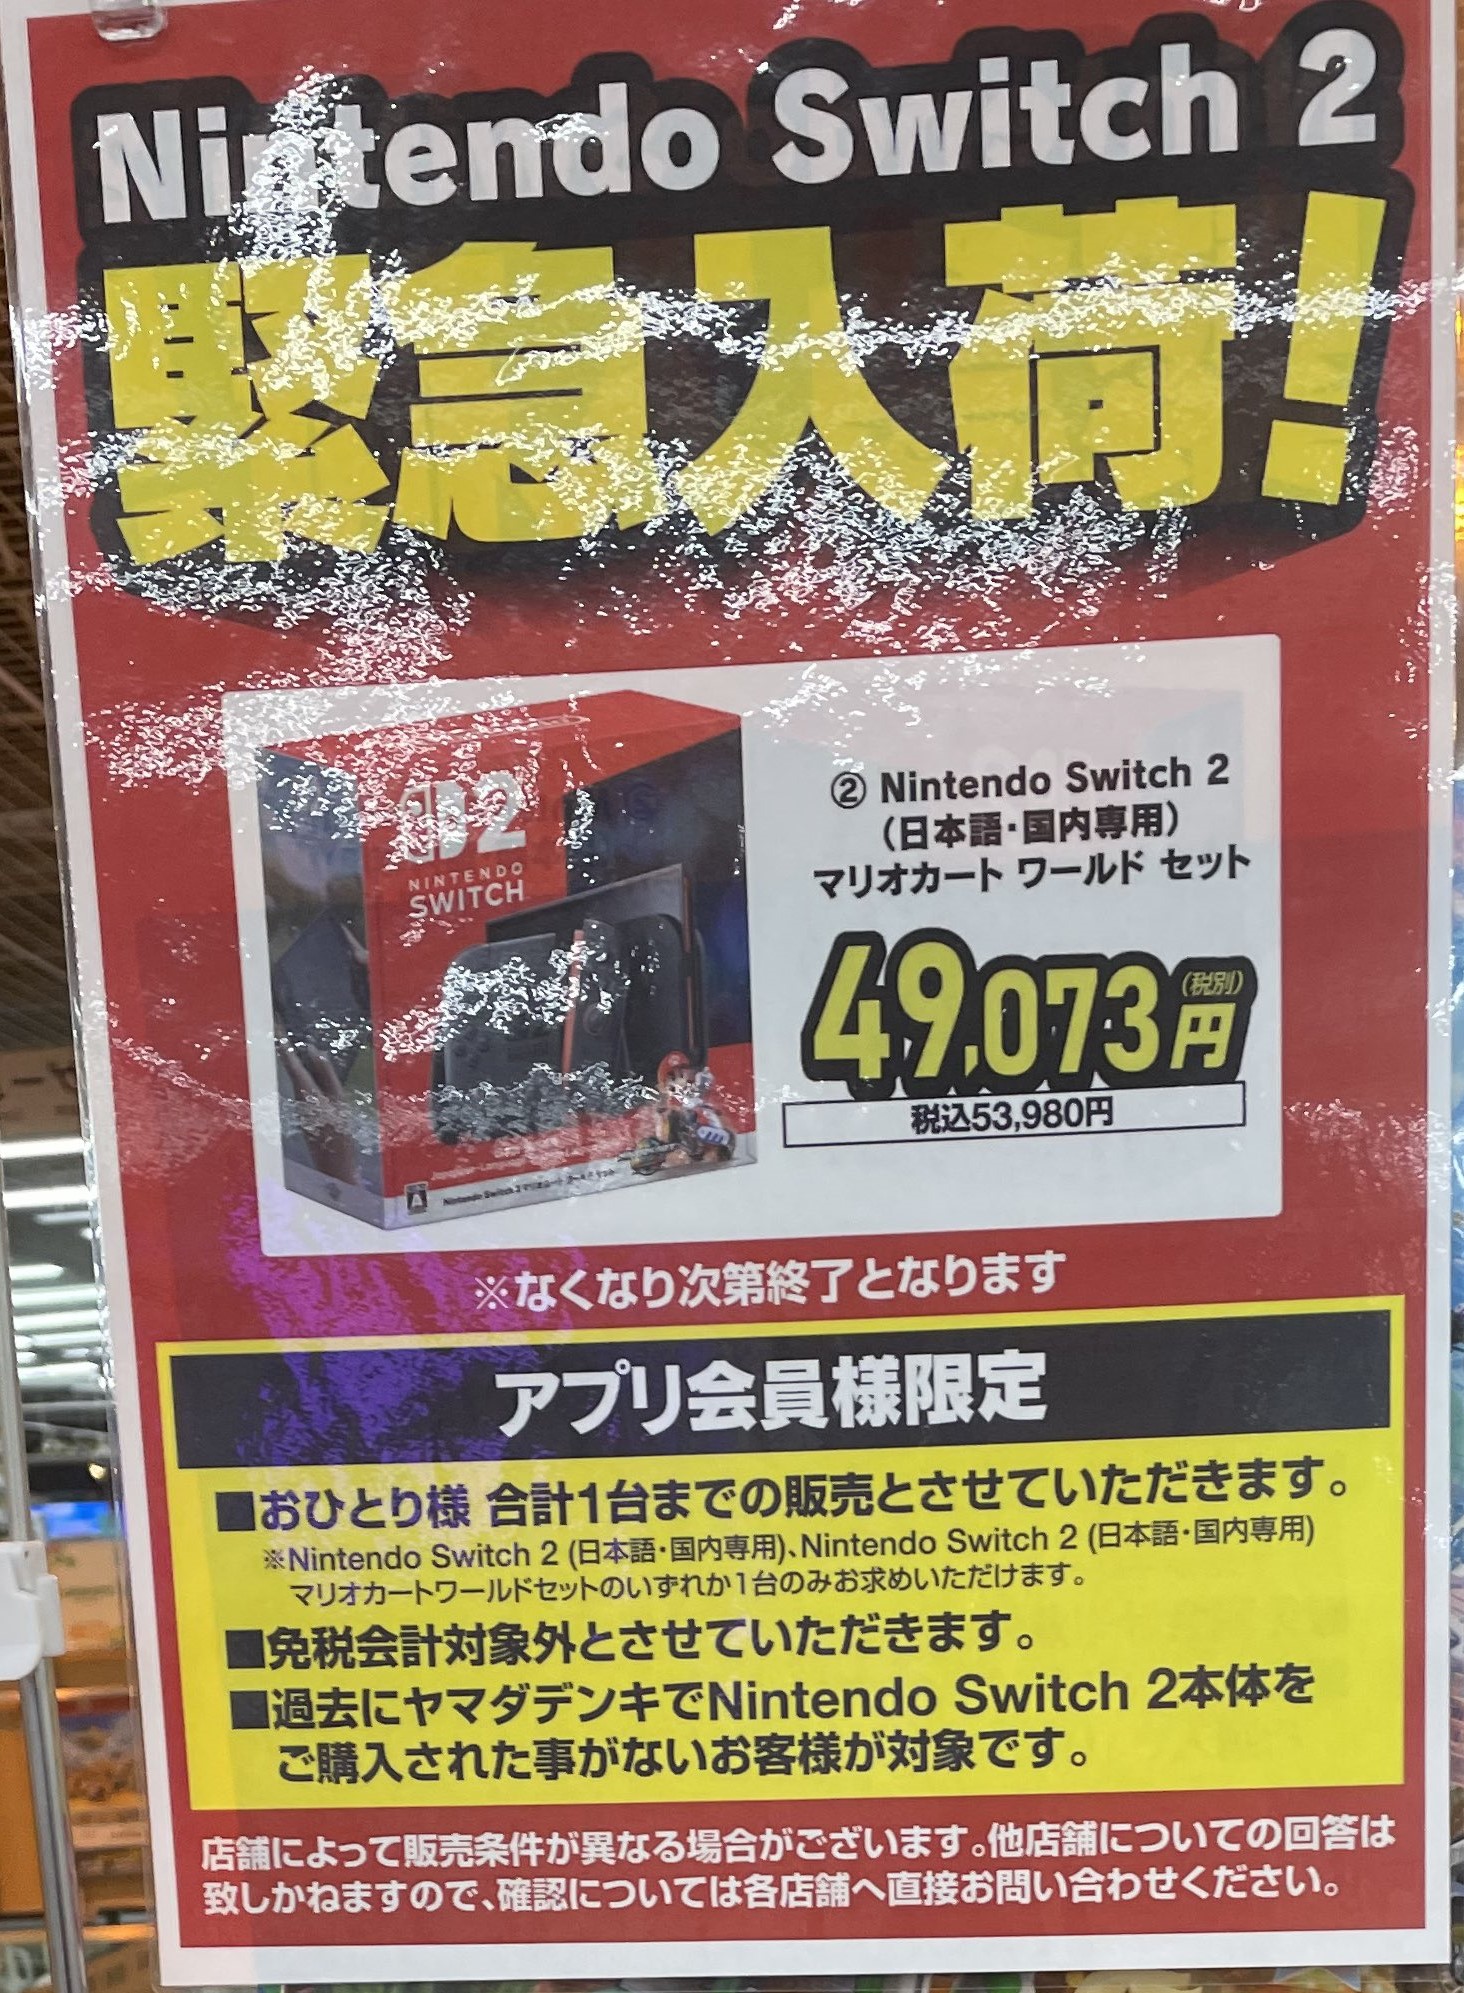 Nintendo Switch 2
緊急入荷!
2
NINTENDO
SWITCH
② Nintendo Switch 2
(日本語・国内専用)
マリオカート ワールド セット
49,073円(税別)
税込53,980円
※なくなり次第終了となります
アプリ会員様限定
■おひとり様 合計1台までの販売とさせていただきます。
※Nintendo Switch 2 (日本語・国内専用)、Nintendo Switch 2 (日本語・国内専用)
マリオカートワールドセットのいずれか1台のみお求めいただけます。
■免税会計対象外とさせていただきます。
■過去にヤマダデンキでNintendo Switch 2本体を
ご購入された事がないお客様が対象です。
店舗によって販売条件が異なる場合がございます。他店舗についての回答は
致しかねますので、確認については各店舗へ直接お問い合わせください。